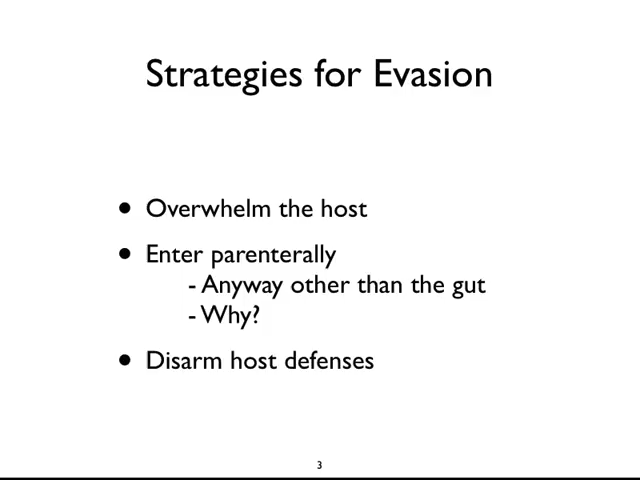 Strategies for Evasion
• Overwhelm the host
• Enter parenterally
- Anyway other than the gut
- Why?
• Disarm host defenses
3